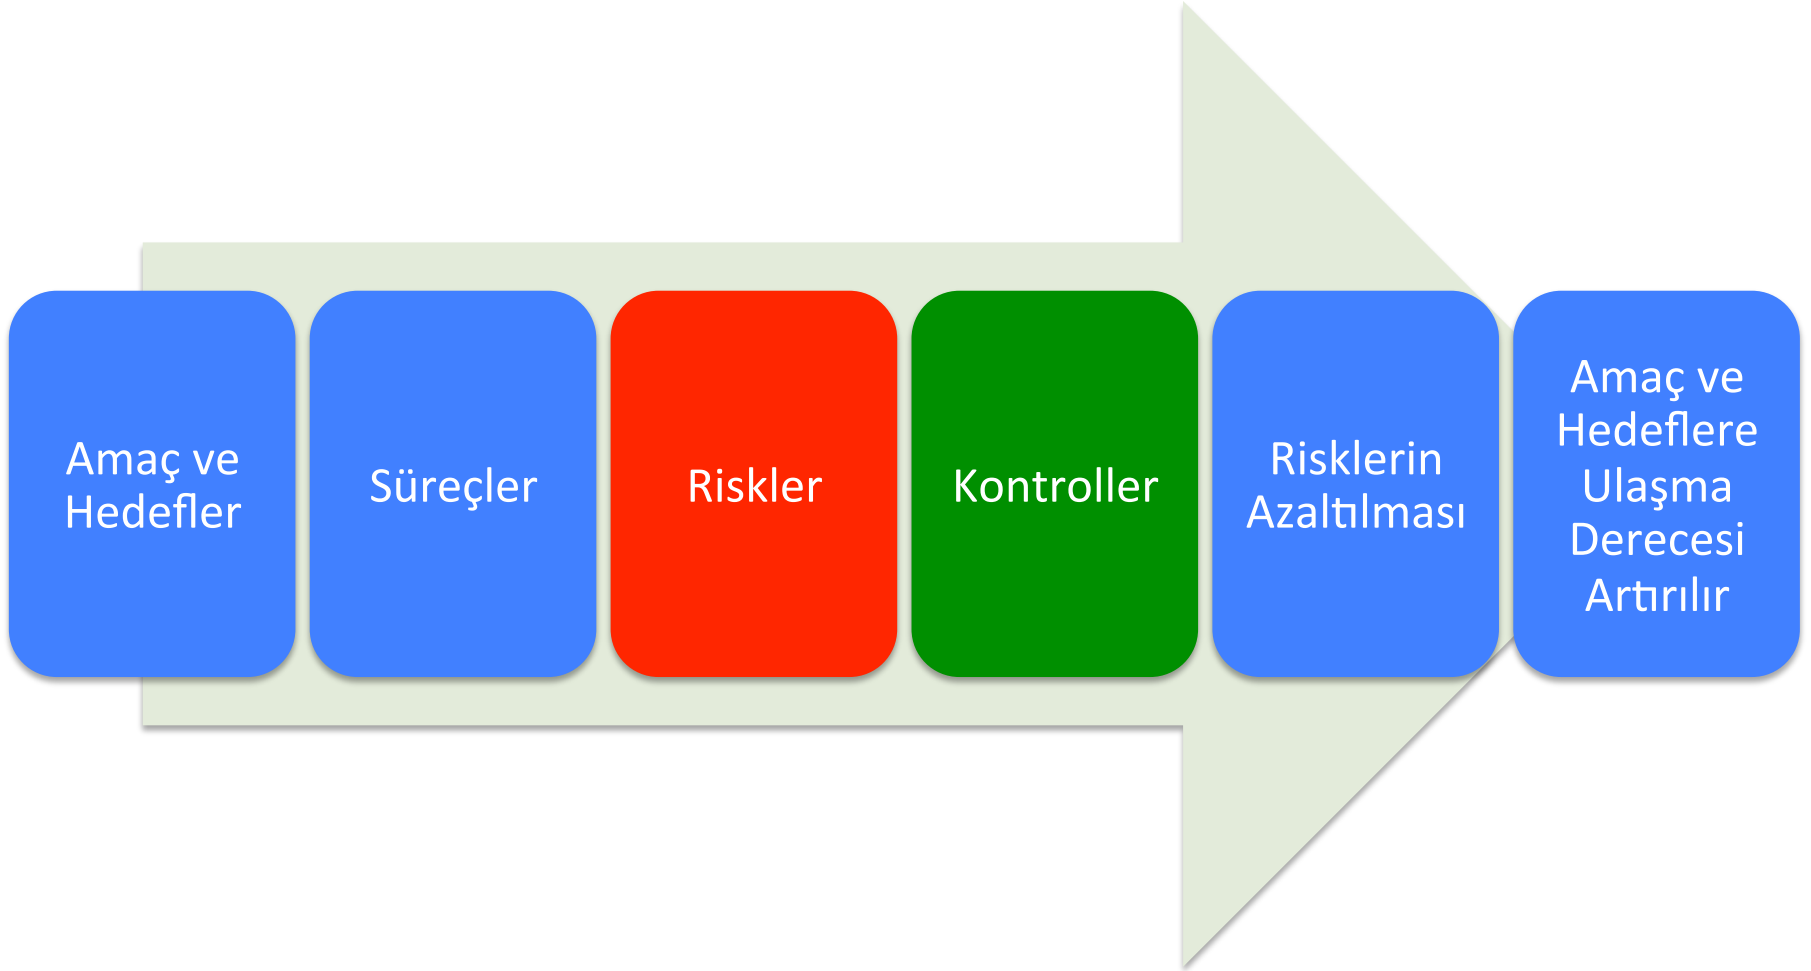 Amaç ve
Hedefler
Süreçler
Riskler
Kontroller
Risklerin
Azaltılması
Amaç ve
Hedeflere
Ulaşma
Derecesi
Artırılır